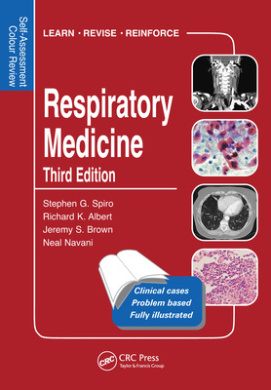 Self-Assessment
Colour Review
LEARN • REVISE • REINFORCE
Respiratory
Medicine
Third Edition
Stephen G. Spiro
Richard K. Albert
Jeremy S. Brown
Neal Navani
Clinical cases
Problem based
Fully illustrated
CRC
CRC Press
Taylor & Francis Group